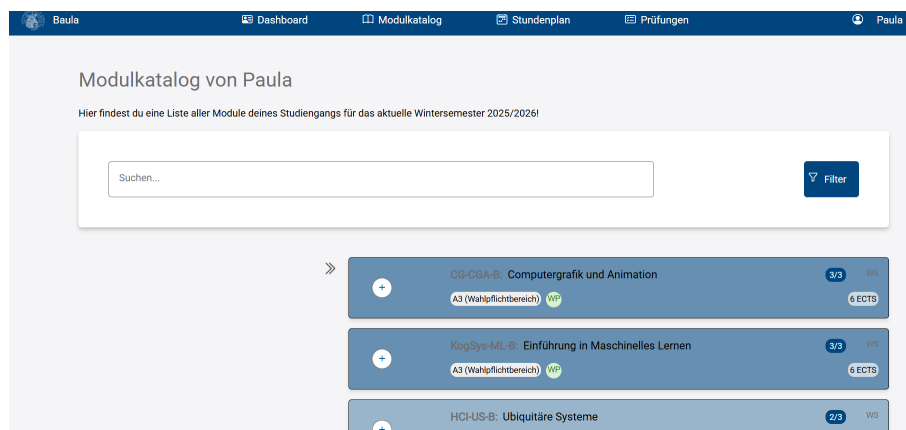 Baula Dashboard Modulkatalog Stundenplan Prüfungen Paula
Modulkatalog von Paula
Hier findest du eine Liste aller Module deines Studiengangs für das aktuelle Wintersemester 2025/2026!
Suchen...
Filter
CG-CGA-B: Computergrafik und Animation 3/3 WS
A3 (Wahlpflichtbereich) WP 6 ECTS
KogSys-ML-B: Einführung in Maschinelles Lernen 3/3 WS
A3 (Wahlpflichtbereich) WP 6 ECTS
HCI-US-B: Ubiquitäre Systeme 2/3 WS